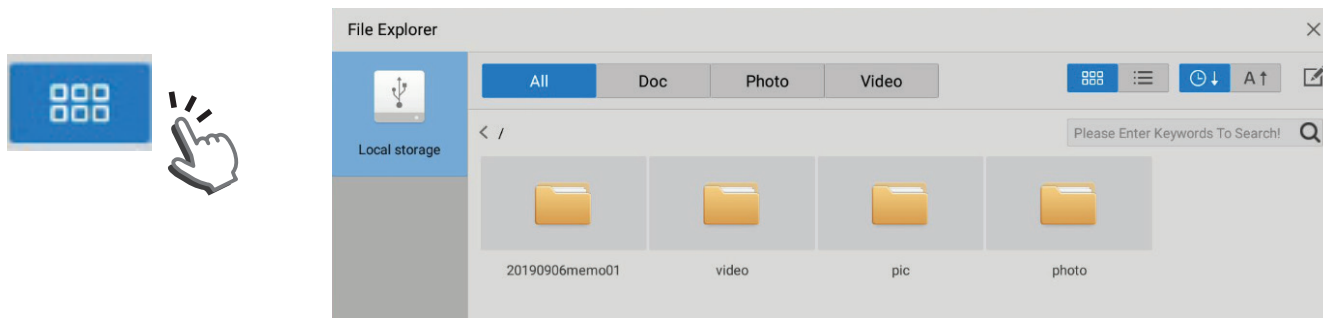 File Explorer
All Doc Photo Video A↑
< /
Please Enter Keywords To Search!
Local storage
20190906memo01 video pic photo